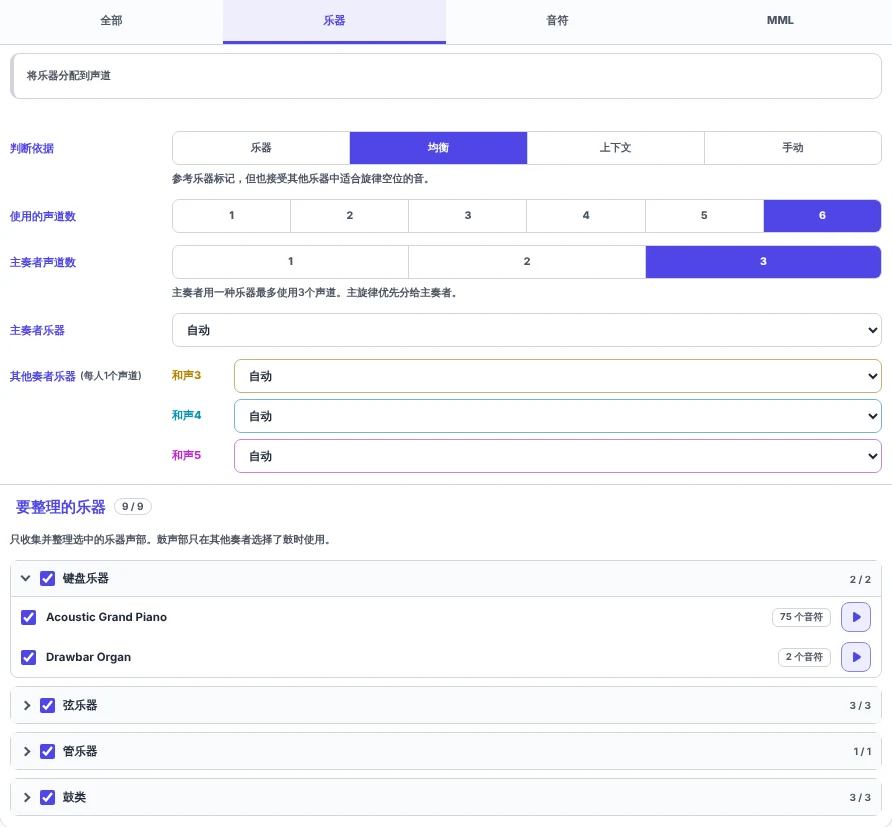 全部 乐器 音符 MML
将乐器分配到声道
判断依据 乐器 均衡 上下文 手动
参考乐器标记，但也接受其他乐器中适合旋律空位的音。
使用的声道数 1 2 3 4 5 6
主奏者声道数 1 2 3
主奏者用一种乐器最多使用3个声道。主旋律优先分给主奏者。
主奏者乐器 自动
其他奏者乐器 (每人1个声道) 和声3 自动
和声4 自动
和声5 自动
要整理的乐器 9 / 9
只收集并整理选中的乐器声部。鼓声部只在其他奏者选择了鼓时使用。
键盘乐器 2 / 2
Acoustic Grand Piano 75 个音符
Drawbar Organ 2 个音符
弦乐器 3 / 3
管乐器 1 / 1
鼓类 3 / 3